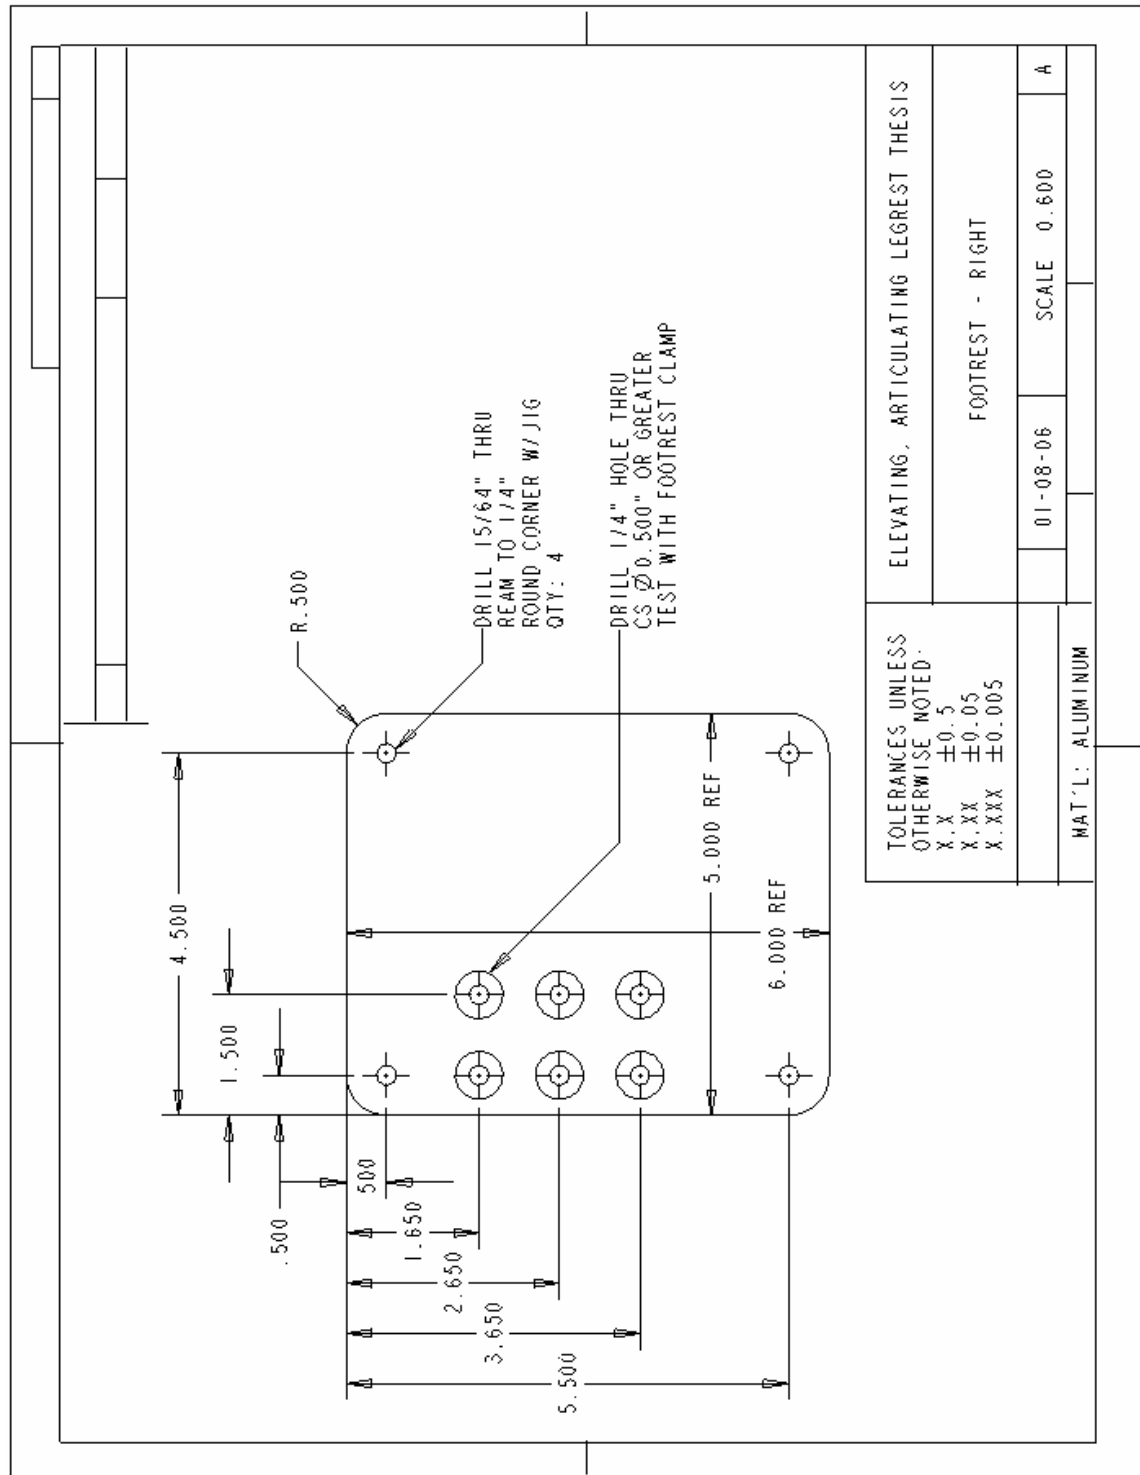 4.500
1.500
.500
500
1.650
2.650
3.650
5.500
R.500
DRILL 15/64" THRU
REAM TO 1/4"
ROUND CORNER W/JIG
QTY: 4
DRILL 1/4" HOLE THRU
CS Ø0.500" OR GREATER
TEST WITH FOOTREST CLAMP
5.000 REF
6.000 REF
TOLERANCES UNLESS
OTHERWISE NOTED:
X.X ±0.5
X.XX ±0.05
X.XXX ±0.005
MAT'L: ALUMINUM
ELEVATING, ARTICULATING LEGREST THESIS
FOOTREST - RIGHT
01-08-06 SCALE 0.600 A